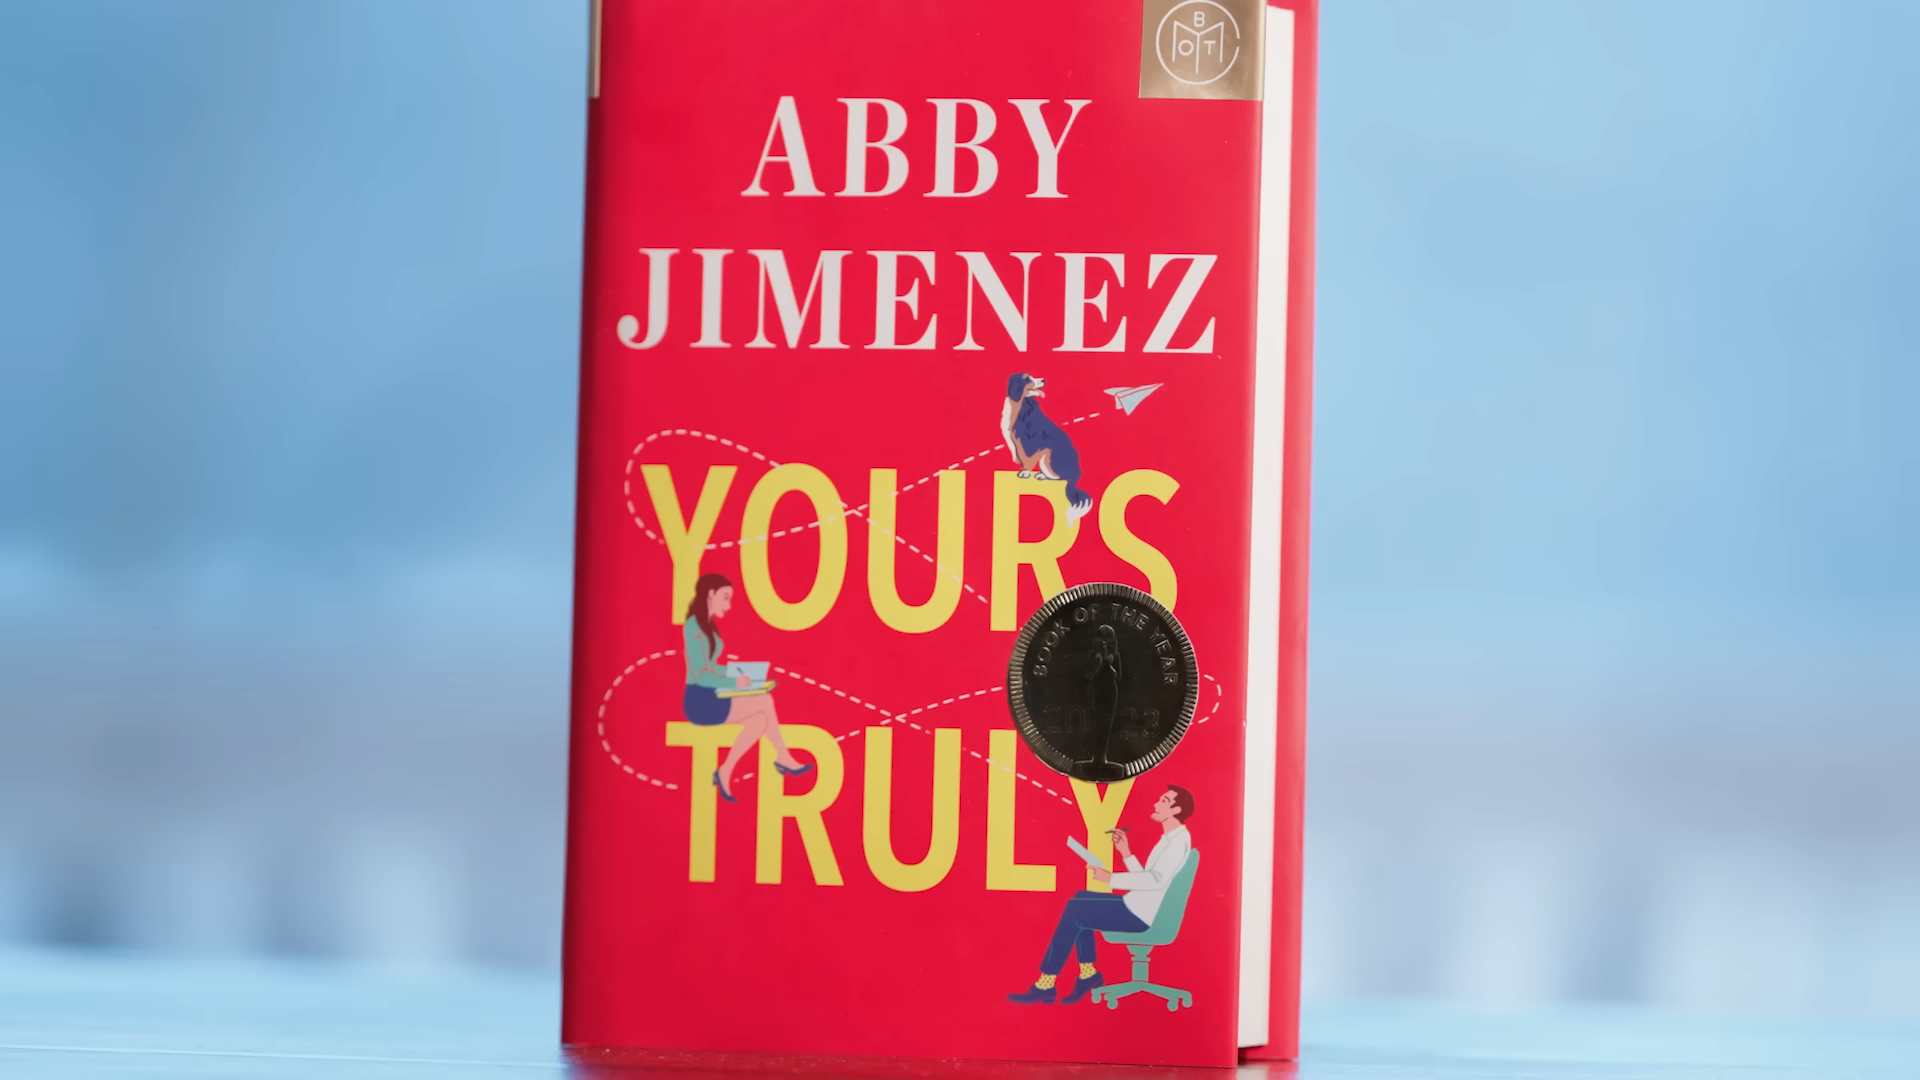 BOTM
ABBY
JIMENEZ
YOURS
BOOK OF THE YEAR
2023
TRULY